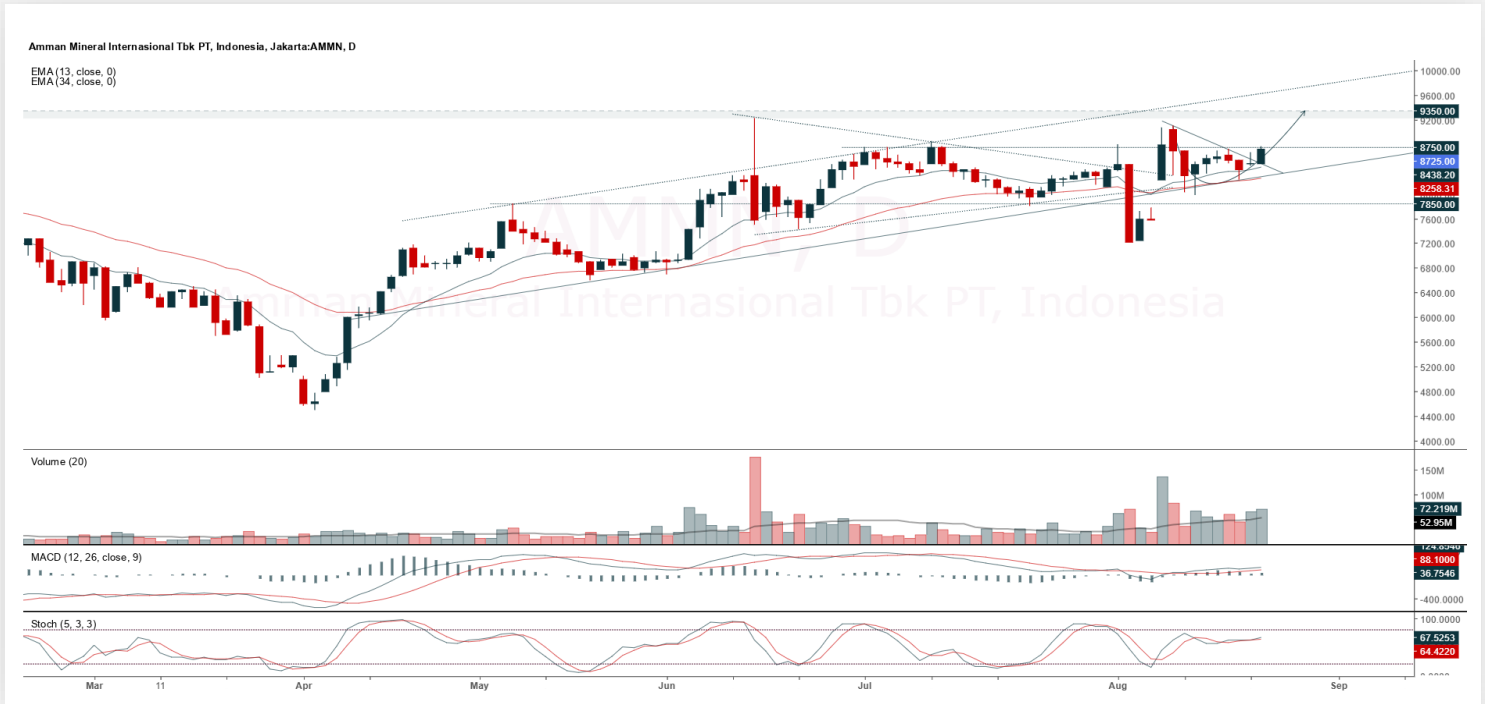 Amman Mineral Internasional Tbk PT, Indonesia, Jakarta:AMMN, D
EMA (13, close, 0)
EMA (34, close, 0)
10000.00
9600.00
9350.00
9200.00
8750.00
8725.00
8438.20
8258.31
7850.00
7600.00
7200.00
6800.00
6400.00
6000.00
5600.00
5200.00
4800.00
4400.00
4000.00
AMMN, D
Amman Mineral Internasional Tbk PT, Indonesia
Volume (20)
150M
100M
72.219M
52.95M
MACD (12, 26, close, 9)
124.8546
88.1000
36.7546
-400.0000
Stoch (5, 3, 3)
100.0000
67.5253
64.4220
0.0000
Mar 11 Apr May Jun Jul Aug Sep